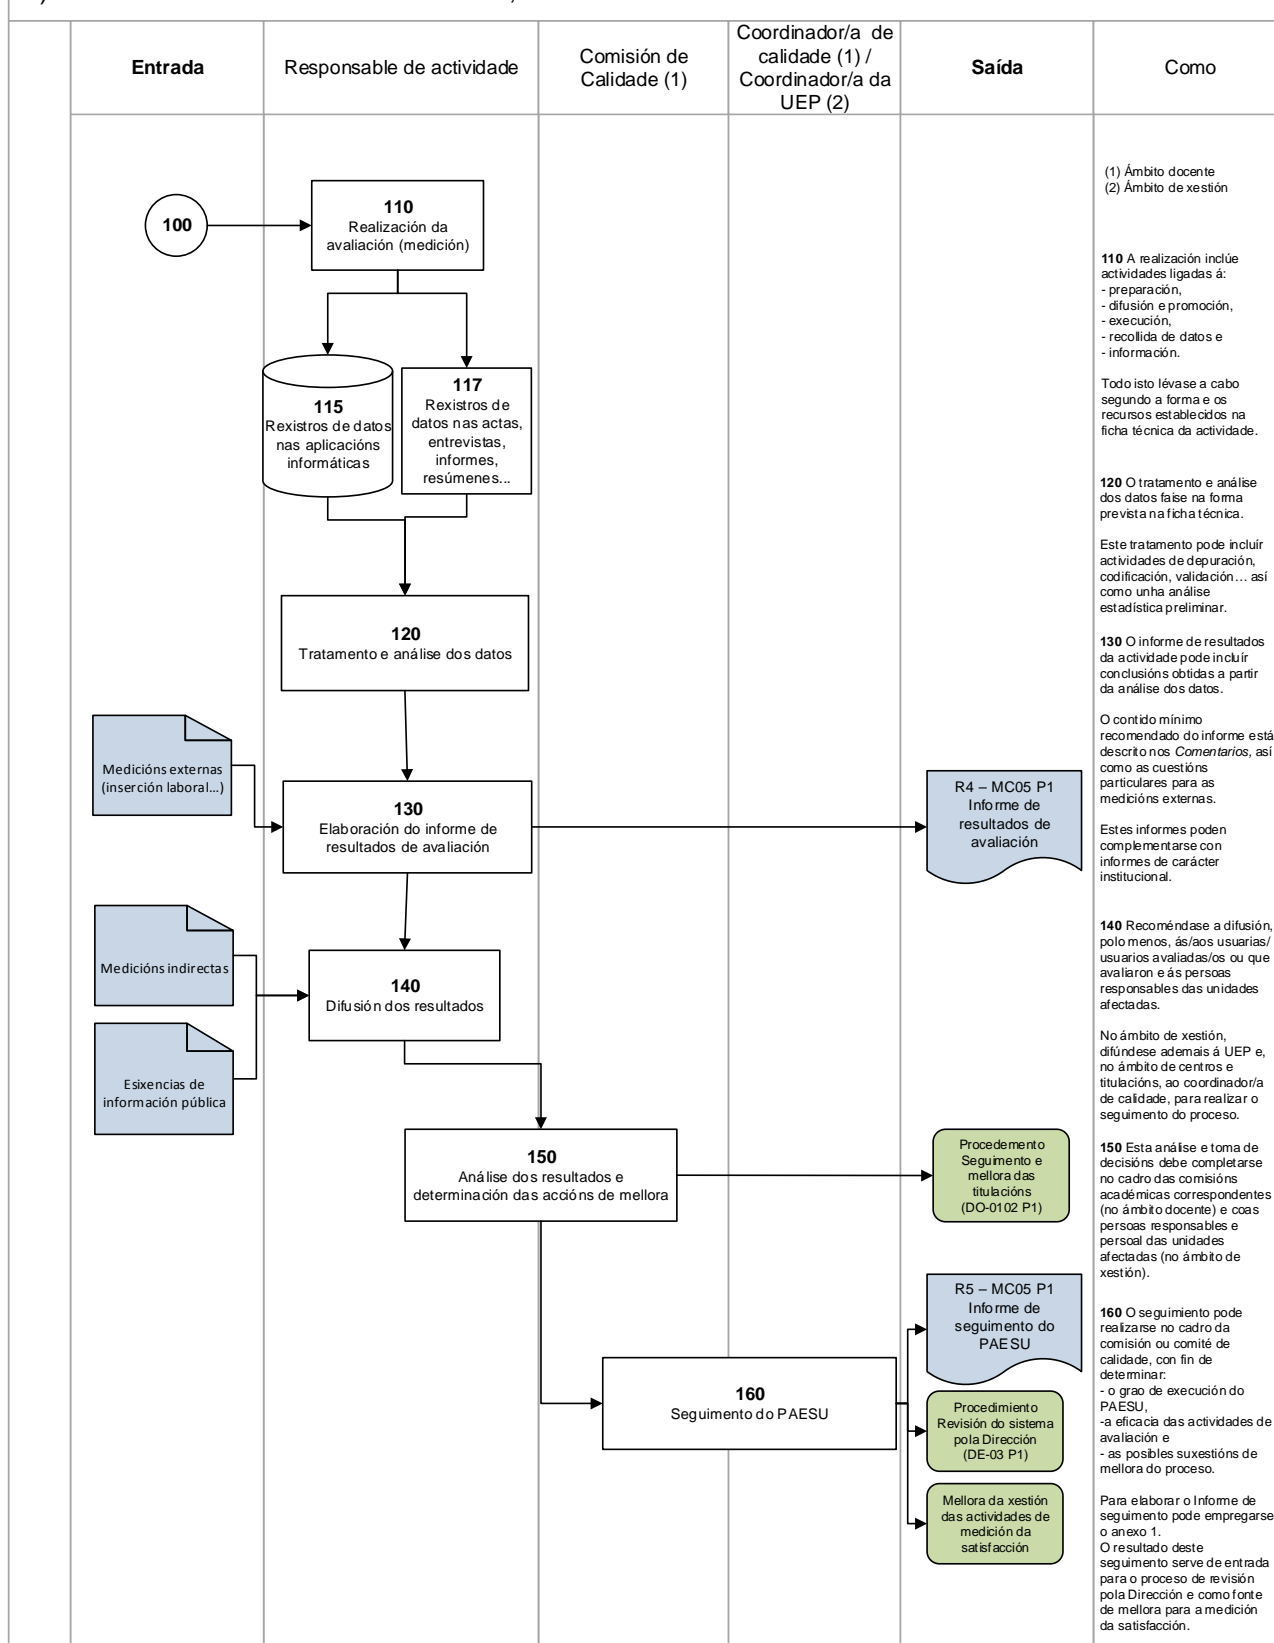 Entrada
Responsable de actividade
Comisión de
Calidade (1)
Coordinador/a de
calidade (1) /
Coordinador/a da
UEP (2)
Saída
Como
100
110
Realización da
avaliación (medición)
115
Rexistros de datos
nas aplicacións
informáticas
117
Rexistros de
datos nas actas,
entrevistas,
informes,
resúmenes...
120
Tratamento e análise dos datos
Medicións externas
(inserción laboral...)
130
Elaboración do informe de
resultados de avaliación
R4 – MC05 P1
Informe de
resultados de
avaliación
Medicións indirectas
140
Difusión dos resultados
Esixencias de
información pública
150
Análise dos resultados e
determinación das accións de mellora
Procedemento
Seguimento e
mellora das
titulacións
(DO-0102 P1)
160
Seguimento do PAESU
R5 – MC05 P1
Informe de
seguimento do
PAESU
Procedimiento
Revisión do sistema
pola Dirección
(DE-03 P1)
Mellora da xestión
das actividades de
medición da
satisfacción
(1) Ámbito docente
(2) Ámbito de xestión
110 A realización inclúe
actividades ligadas á:
- preparación,
- difusión e promoción,
- execución,
- recollida de datos e
- información.
Todo isto lévase a cabo
segundo a forma e os
recursos establecidos na
ficha técnica da actividade.
120 O tratamento e análise
dos datos faise na forma
prevista na ficha técnica.
Este tratamento pode incluír
actividades de depuración,
codificación, validación… así
como unha análise
estadística preliminar.
130 O informe de resultados
da actividade pode incluír
conclusións obtidas a partir
da análise dos datos.
O contido mínimo
recomendado do informe está
descrito nos Comentarios, así
como as cuestións
particulares para as
medicións externas.
Estes informes poden
complementarse con
informes de carácter
institucional.
140 Recoméndase a difusión,
polo menos, ás/aos usuarias/
usuarios avaliadas/os ou que
avaliaron e ás persoas
responsables das unidades
afectadas.
No ámbito de xestión,
difúndese ademais á UEP e,
no ámbito de centros e
titulacións, ao coordinador/a
de calidade, para realizar o
seguimento do proceso.
150 Esta análise e toma de
decisións debe completarse
no cadro das comisións
académicas correspondentes
(no ámbito docente) e coas
persoas responsables e
persoal das unidades
afectadas (no ámbito de
xestión).
160 O seguimiento pode
realizarse no cadro da
comisión ou comité de
calidade, con fin de
determinar:
- o grao de execución do
PAESU,
-a eficacia das actividades de
avaliación e
- as posibles suxestións de
mellora do proceso.
Para elaborar o Informe de
seguimento pode empregarse
o anexo 1.
O resultado deste
seguimento serve de entrada
para o proceso de revisión
pola Dirección e como fonte
de mellora para a medición
da satisfacción.